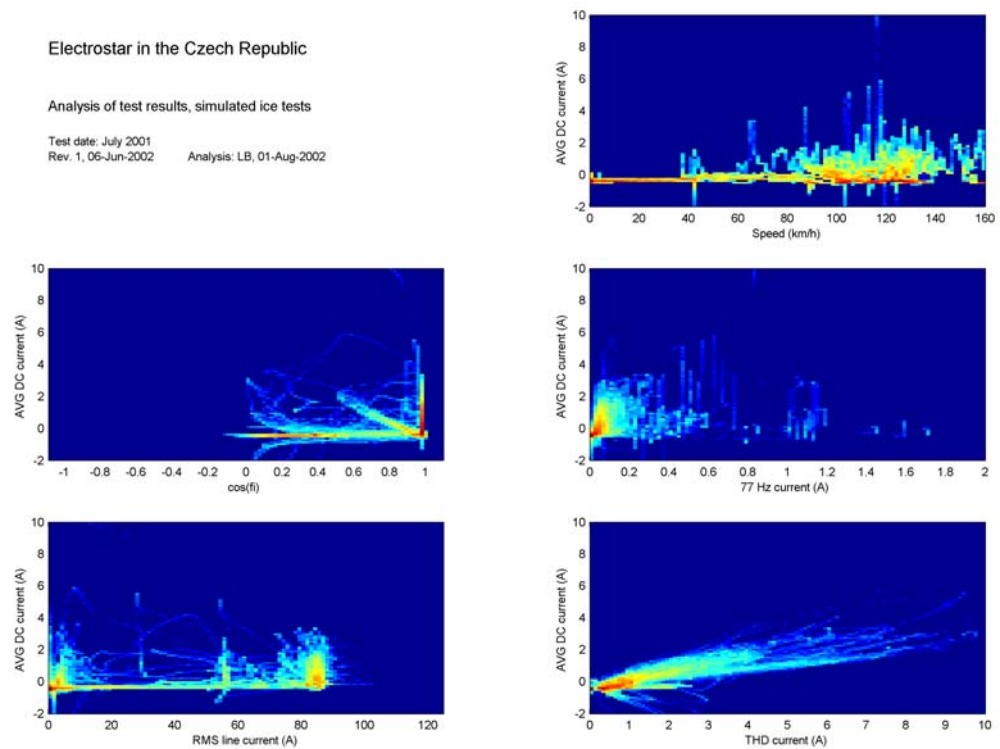 Electrostar in the Czech Republic
Analysis of test results, simulated ice tests
Test date: July 2001
Rev. 1, 06-Jun-2002 Analysis: LB, 01-Aug-2002
10
8
6
4
2
0
-2
AVG DC current (A)
0 20 40 60 80 100 120 140 160
Speed (km/h)
10
8
6
4
2
0
-2
AVG DC current (A)
-1 -0.8 -0.6 -0.4 -0.2 0 0.2 0.4 0.6 0.8 1
cos(fi)
10
8
6
4
2
0
-2
AVG DC current (A)
0 0.2 0.4 0.6 0.8 1 1.2 1.4 1.6 1.8 2
77 Hz current (A)
10
8
6
4
2
0
-2
AVG DC current (A)
0 20 40 60 80 100 120
RMS line current (A)
10
8
6
4
2
0
-2
AVG DC current (A)
0 1 2 3 4 5 6 7 8 9 10
THD current (A)